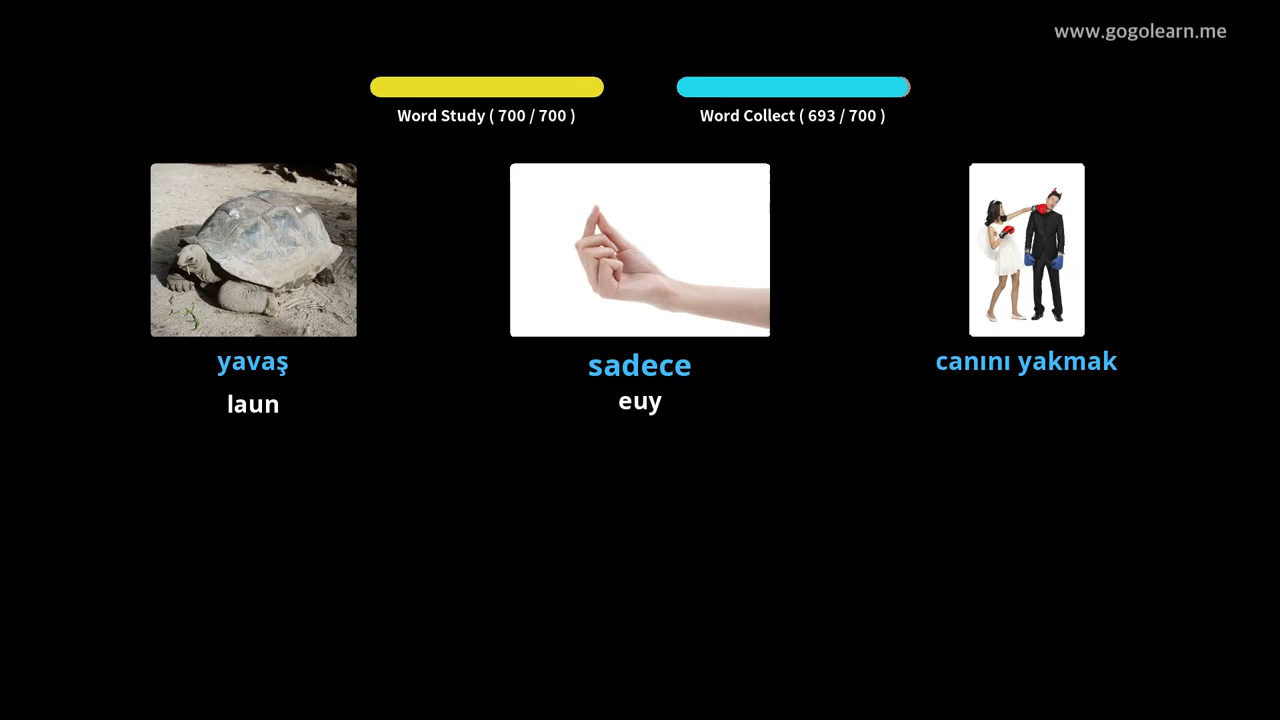 www.gogolearn.me
Word Study ( 700 / 700 )
Word Collect ( 693 / 700 )
yavaş
sadece
canını yakmak
laun
euy